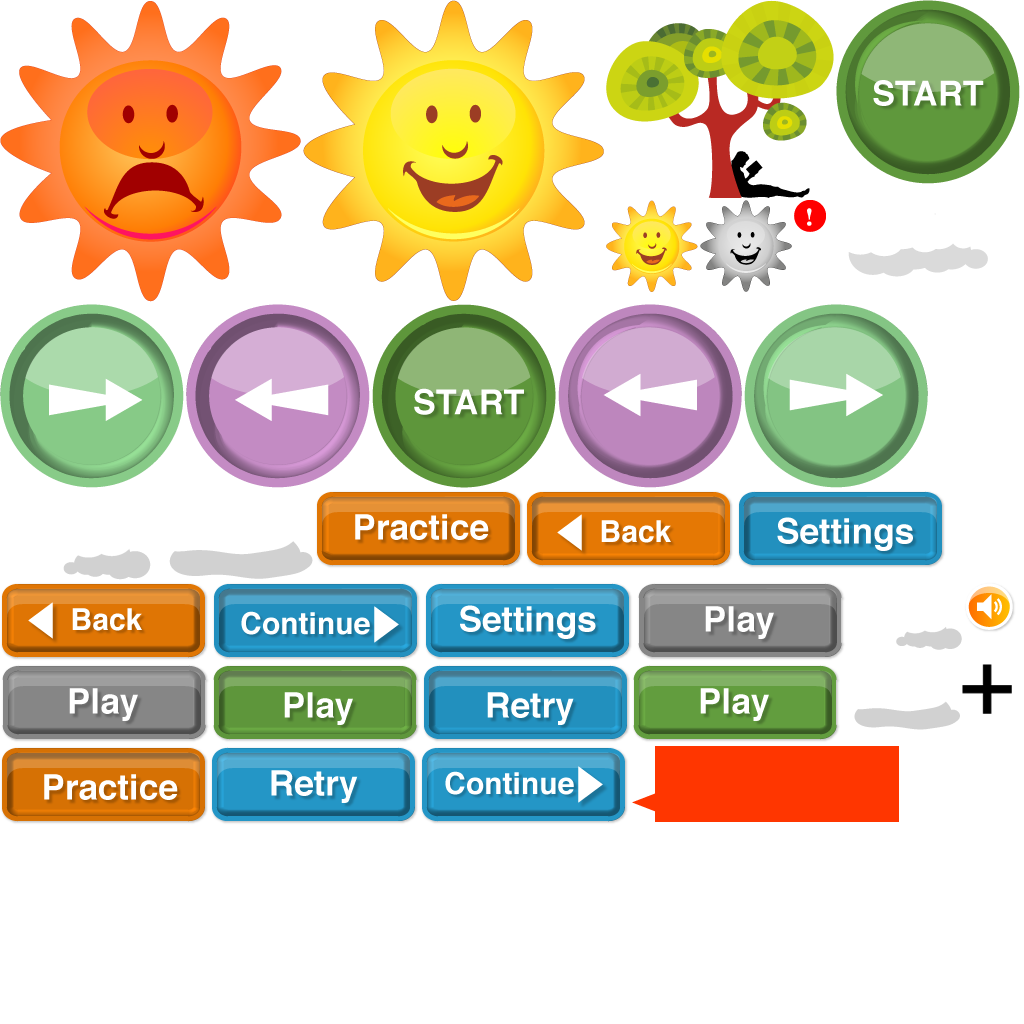 START
!
START
Practice
Back
Settings
Back
Continue
Settings
Play
Play
Play
Retry
Play
Practice
Retry
Continue